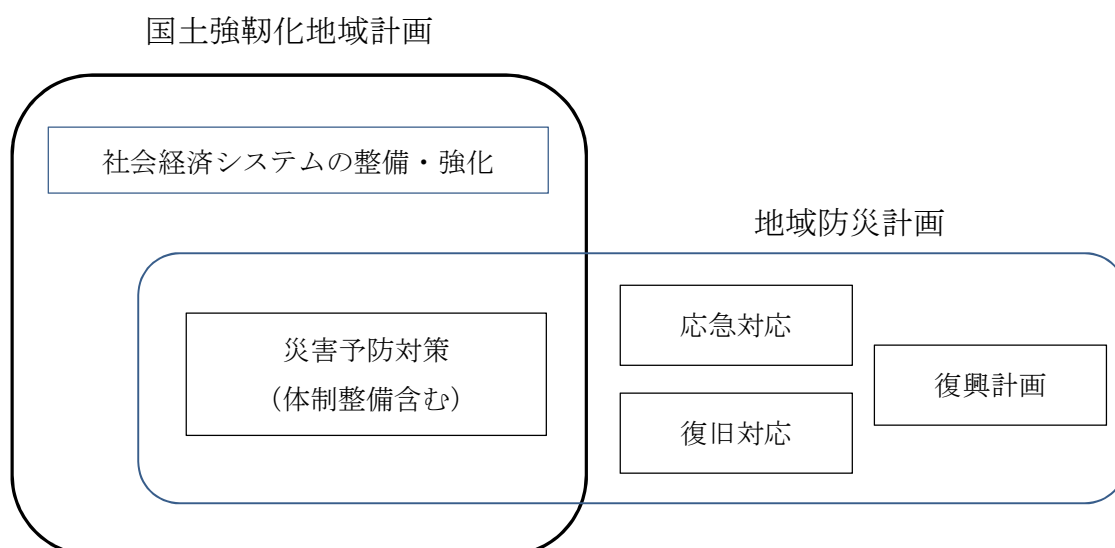 国土強靭化地域計画
社会経済システムの整備・強化
地域防災計画
災害予防対策
（体制整備含む）
応急対応
復旧対応
復興計画